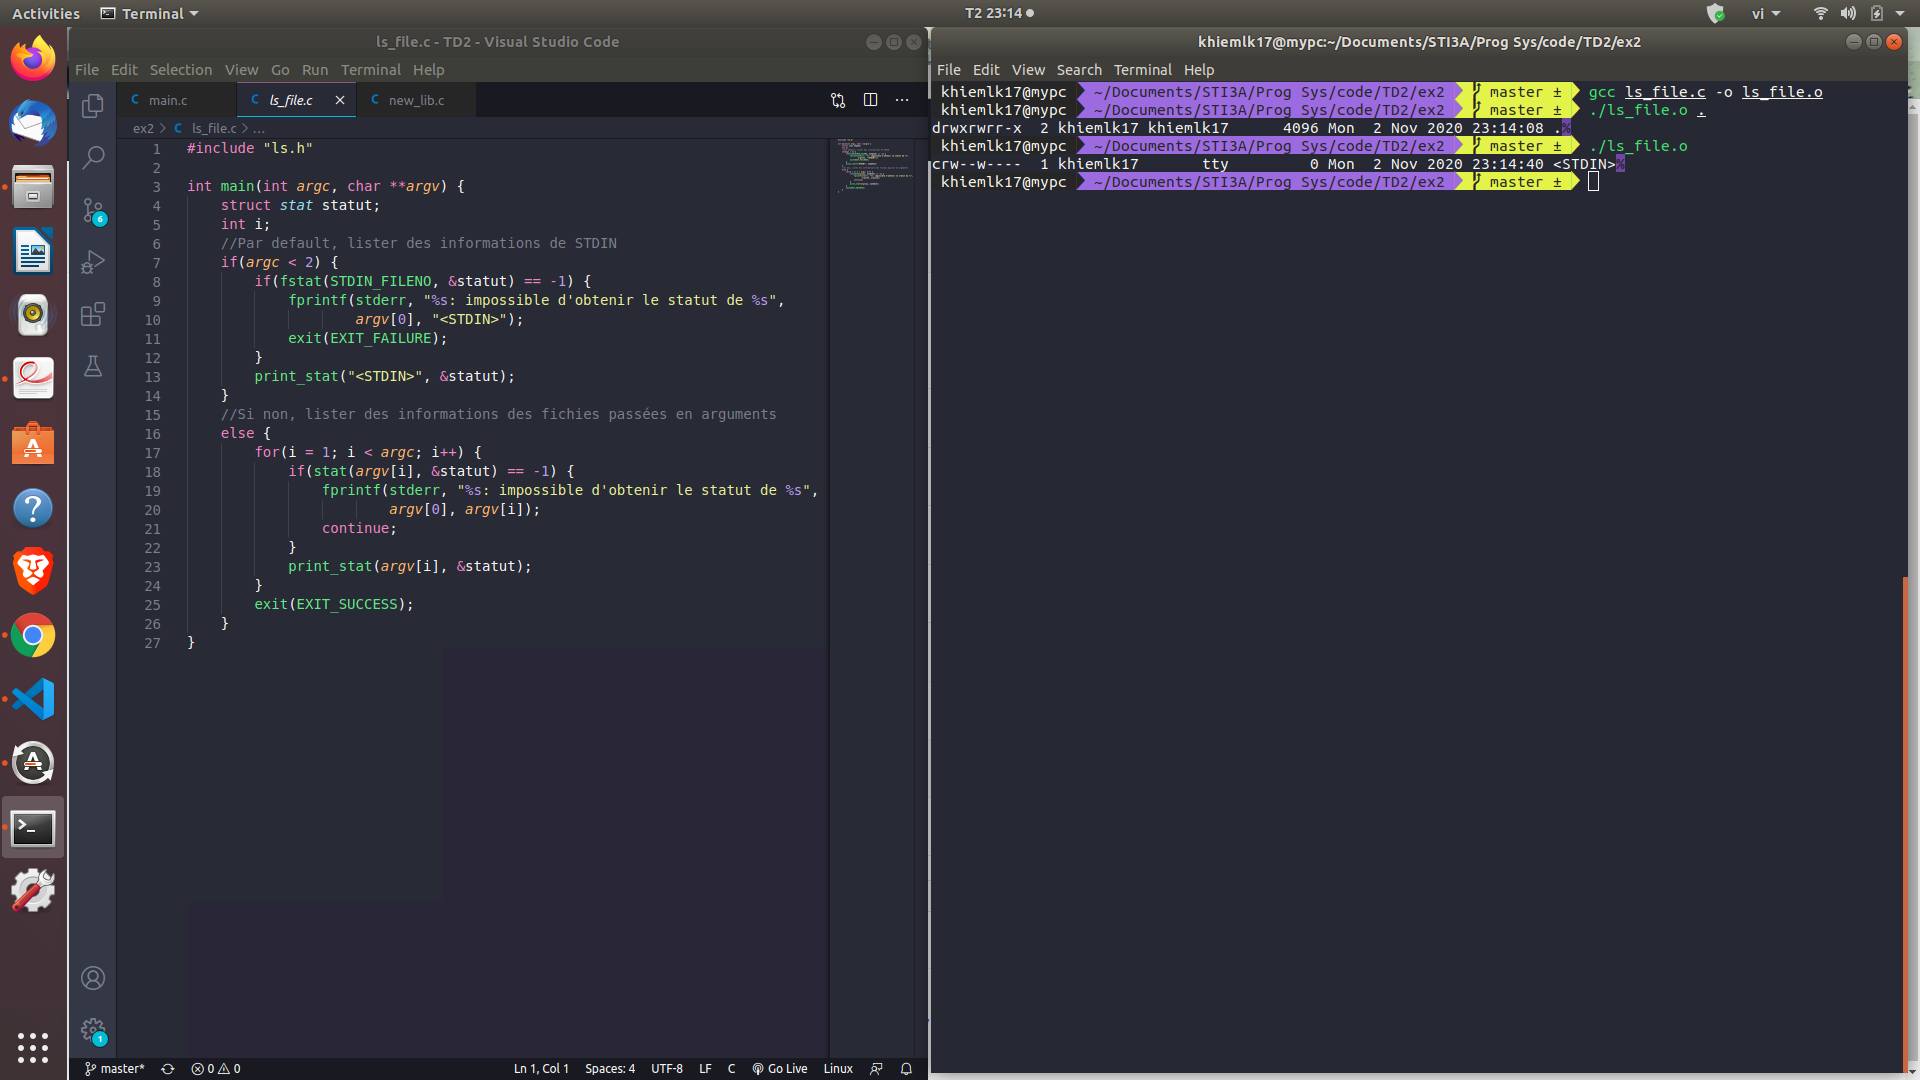 Activities
Terminal
T2 23:14
vi
ls_file.c - TD2 - Visual Studio Code
File Edit Selection View Go Run Terminal Help
main.c
ls_file.c
new_lib.c
ex2 > C ls_file.c > ...
1 #include "ls.h"
2
3 int main(int argc, char **argv) {
4 struct stat statut;
5 int i;
6 //Par default, lister des informations de STDIN
7 if(argc < 2) {
8 if(fstat(STDIN_FILENO, &statut) == -1) {
9 fprintf(stderr, "%s: impossible d'obtenir le statut de %s",
10 argv[0], "<STDIN>");
11 exit(EXIT_FAILURE);
12 }
13 print_stat("<STDIN>", &statut);
14 }
15 //Si non, lister des informations des fichies passées en arguments
16 else {
17 for(i = 1; i < argc; i++) {
18 if(stat(argv[i], &statut) == -1) {
19 fprintf(stderr, "%s: impossible d'obtenir le statut de %s",
20 argv[0], argv[i]);
21 continue;
22 }
23 print_stat(argv[i], &statut);
24 }
25 exit(EXIT_SUCCESS);
26 }
27 }
6
1
master* 0 0 Ln 1, Col 1 Spaces: 4 UTF-8 LF C Go Live Linux
khiemlk17@mypc:~/Documents/STI3A/Prog Sys/code/TD2/ex2
File Edit View Search Terminal Help
khiemlk17@mypc ~/Documents/STI3A/Prog Sys/code/TD2/ex2 master ± gcc ls_file.c -o ls_file.o
khiemlk17@mypc ~/Documents/STI3A/Prog Sys/code/TD2/ex2 master ± ./ls_file.o .
drwxrwrr-x 2 khiemlk17 khiemlk17 4096 Mon 2 Nov 2020 23:14:08 .%
khiemlk17@mypc ~/Documents/STI3A/Prog Sys/code/TD2/ex2 master ± ./ls_file.o
crw--w---- 1 khiemlk17 tty 0 Mon 2 Nov 2020 23:14:40 <STDIN>%
khiemlk17@mypc ~/Documents/STI3A/Prog Sys/code/TD2/ex2 master ±